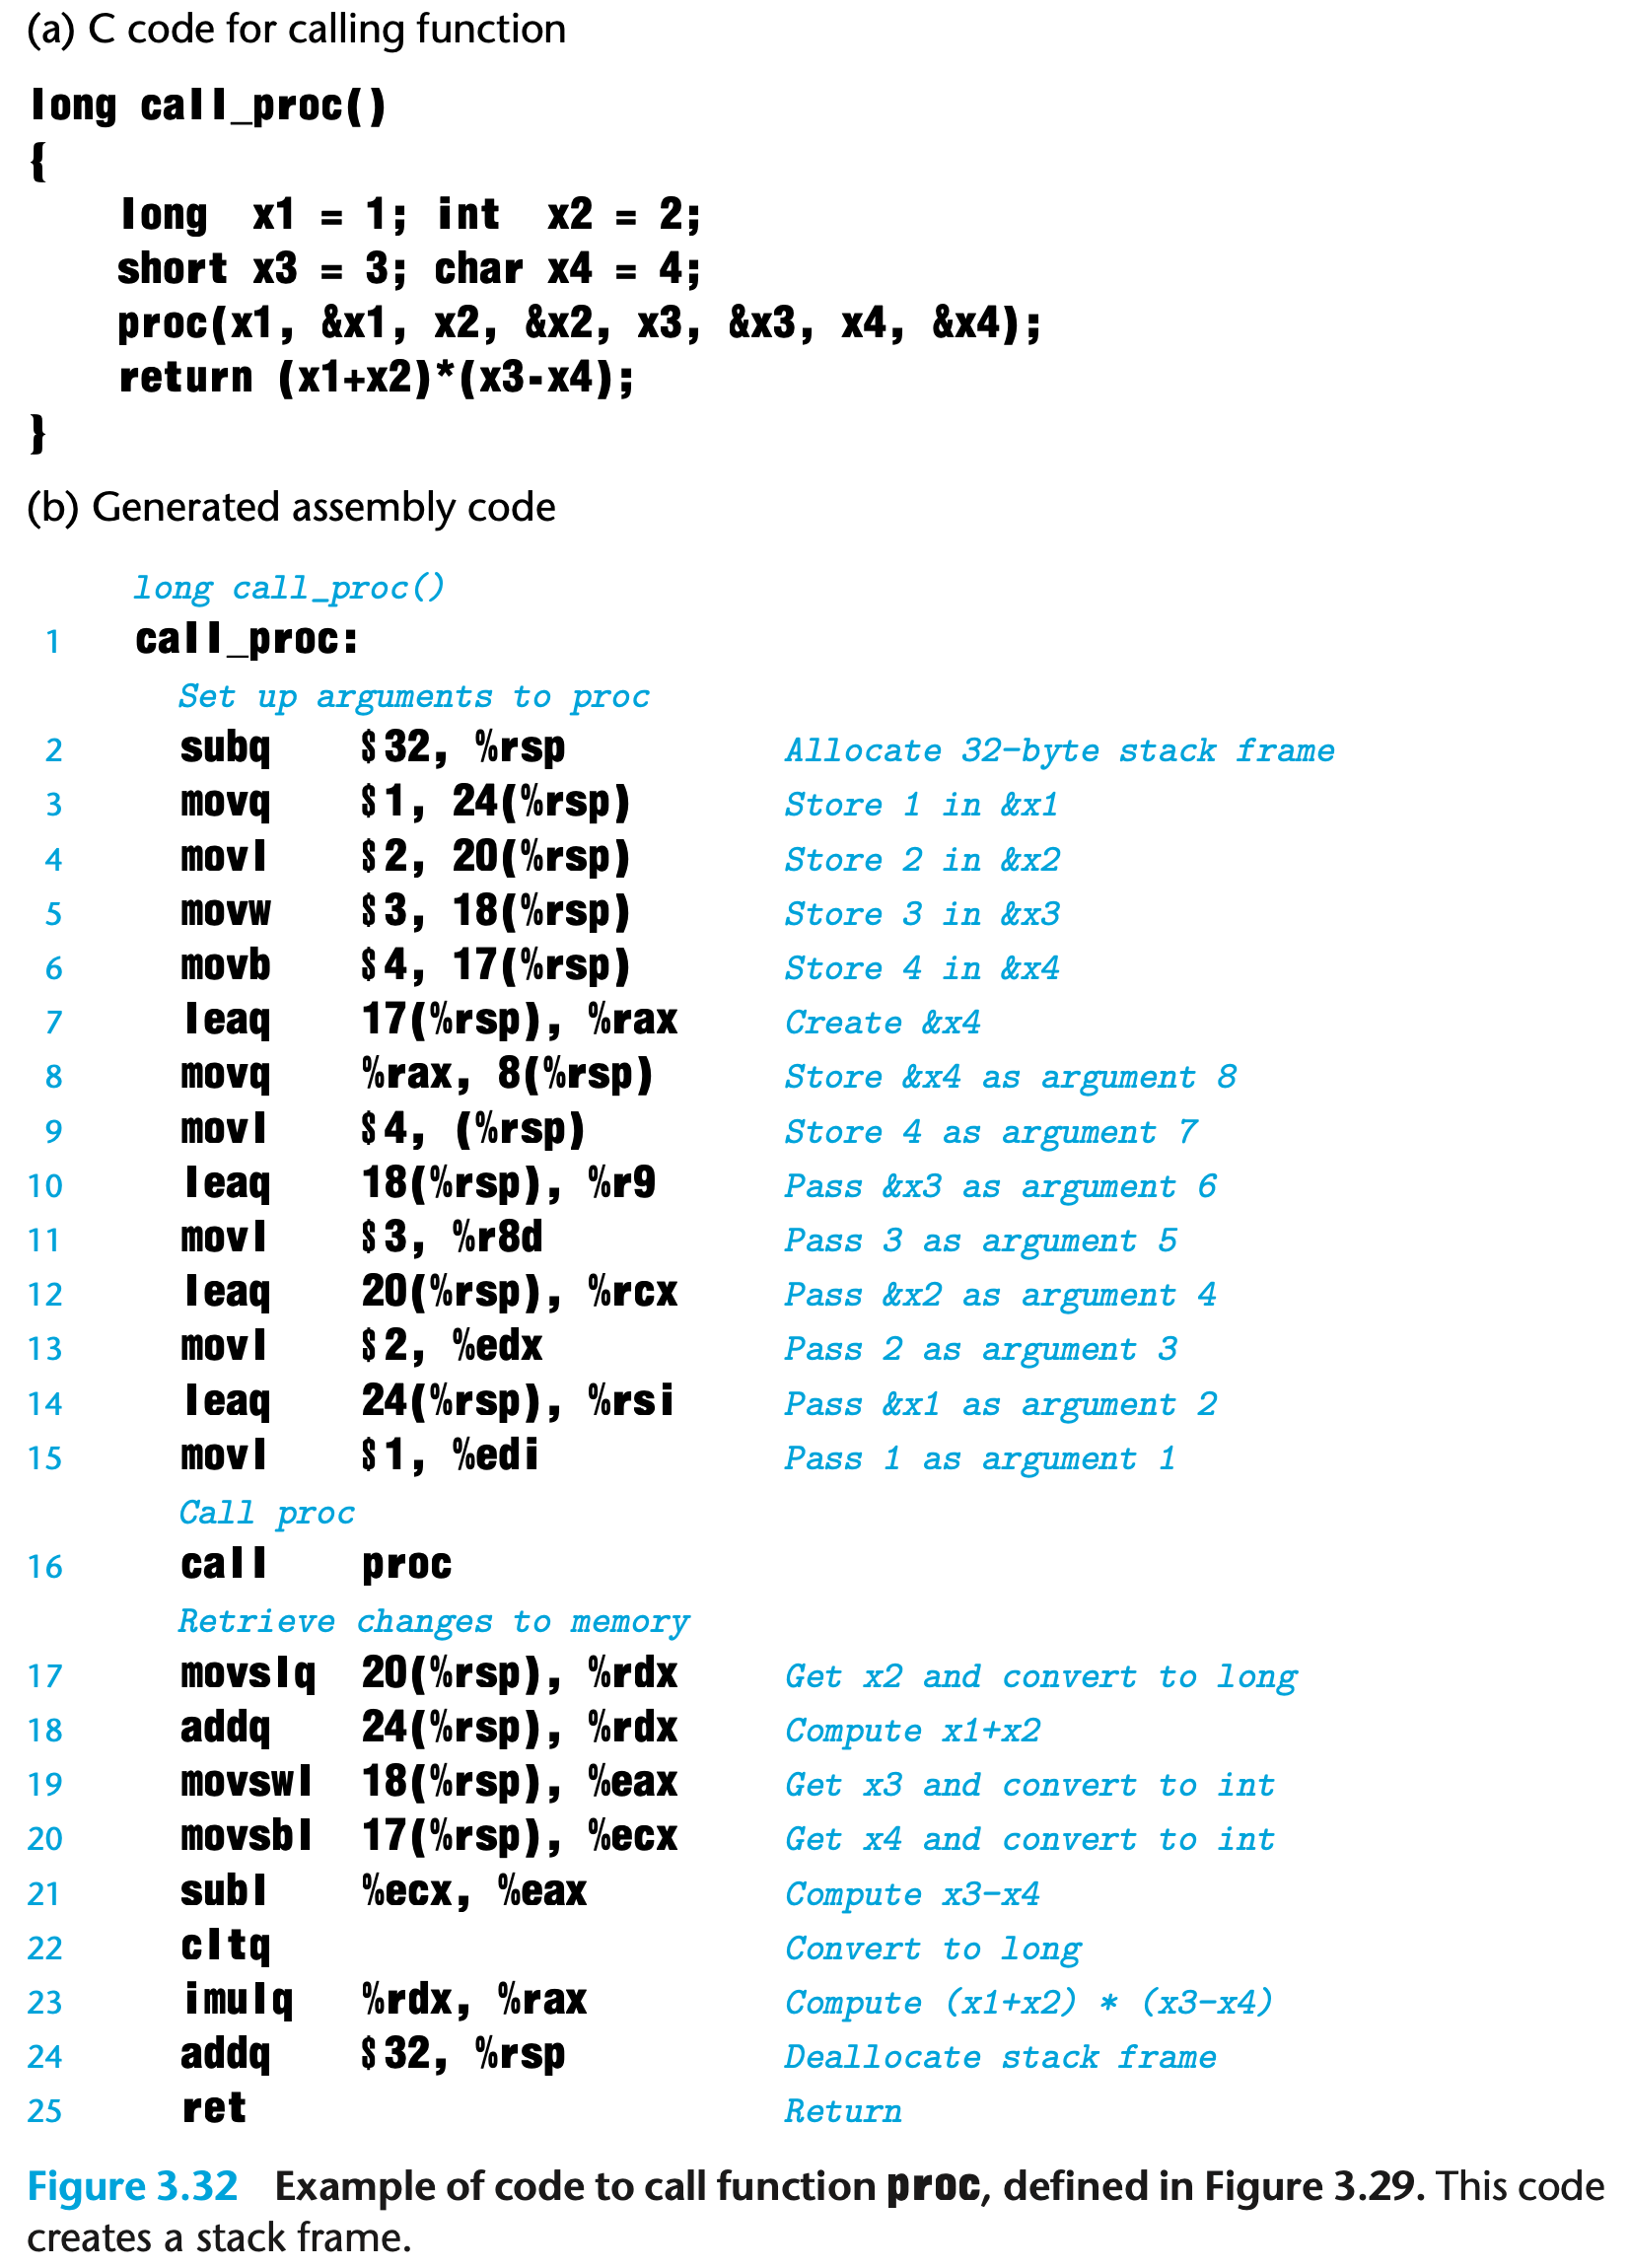 (a) C code for calling function
long call_proc()
{
    long  x1 = 1; int  x2 = 2;
    short x3 = 3; char x4 = 4;
    proc(x1, &x1, x2, &x2, x3, &x3, x4, &x4);
    return (x1+x2)*(x3-x4);
}
(b) Generated assembly code
long call_proc()
1 call_proc:
Set up arguments to proc
2 subq $32, %rsp Allocate 32-byte stack frame
3 movq $1, 24(%rsp) Store 1 in &x1
4 movl $2, 20(%rsp) Store 2 in &x2
5 movw $3, 18(%rsp) Store 3 in &x3
6 movb $4, 17(%rsp) Store 4 in &x4
7 leaq 17(%rsp), %rax Create &x4
8 movq %rax, 8(%rsp) Store &x4 as argument 8
9 movl $4, (%rsp) Store 4 as argument 7
10 leaq 18(%rsp), %r9 Pass &x3 as argument 6
11 movl $3, %r8d Pass 3 as argument 5
12 leaq 20(%rsp), %rcx Pass &x2 as argument 4
13 movl $2, %edx Pass 2 as argument 3
14 leaq 24(%rsp), %rsi Pass &x1 as argument 2
15 movl $1, %edi Pass 1 as argument 1
Call proc
16 call proc
Retrieve changes to memory
17 movslq 20(%rsp), %rdx Get x2 and convert to long
18 addq 24(%rsp), %rdx Compute x1+x2
19 movswl 18(%rsp), %eax Get x3 and convert to int
20 movsbl 17(%rsp), %ecx Get x4 and convert to int
21 subl %ecx, %eax Compute x3-x4
22 cltq Convert to long
23 imulq %rdx, %rax Compute (x1+x2) * (x3-x4)
24 addq $32, %rsp Deallocate stack frame
25 ret Return
Figure 3.32 Example of code to call function proc, defined in Figure 3.29. This code
creates a stack frame.